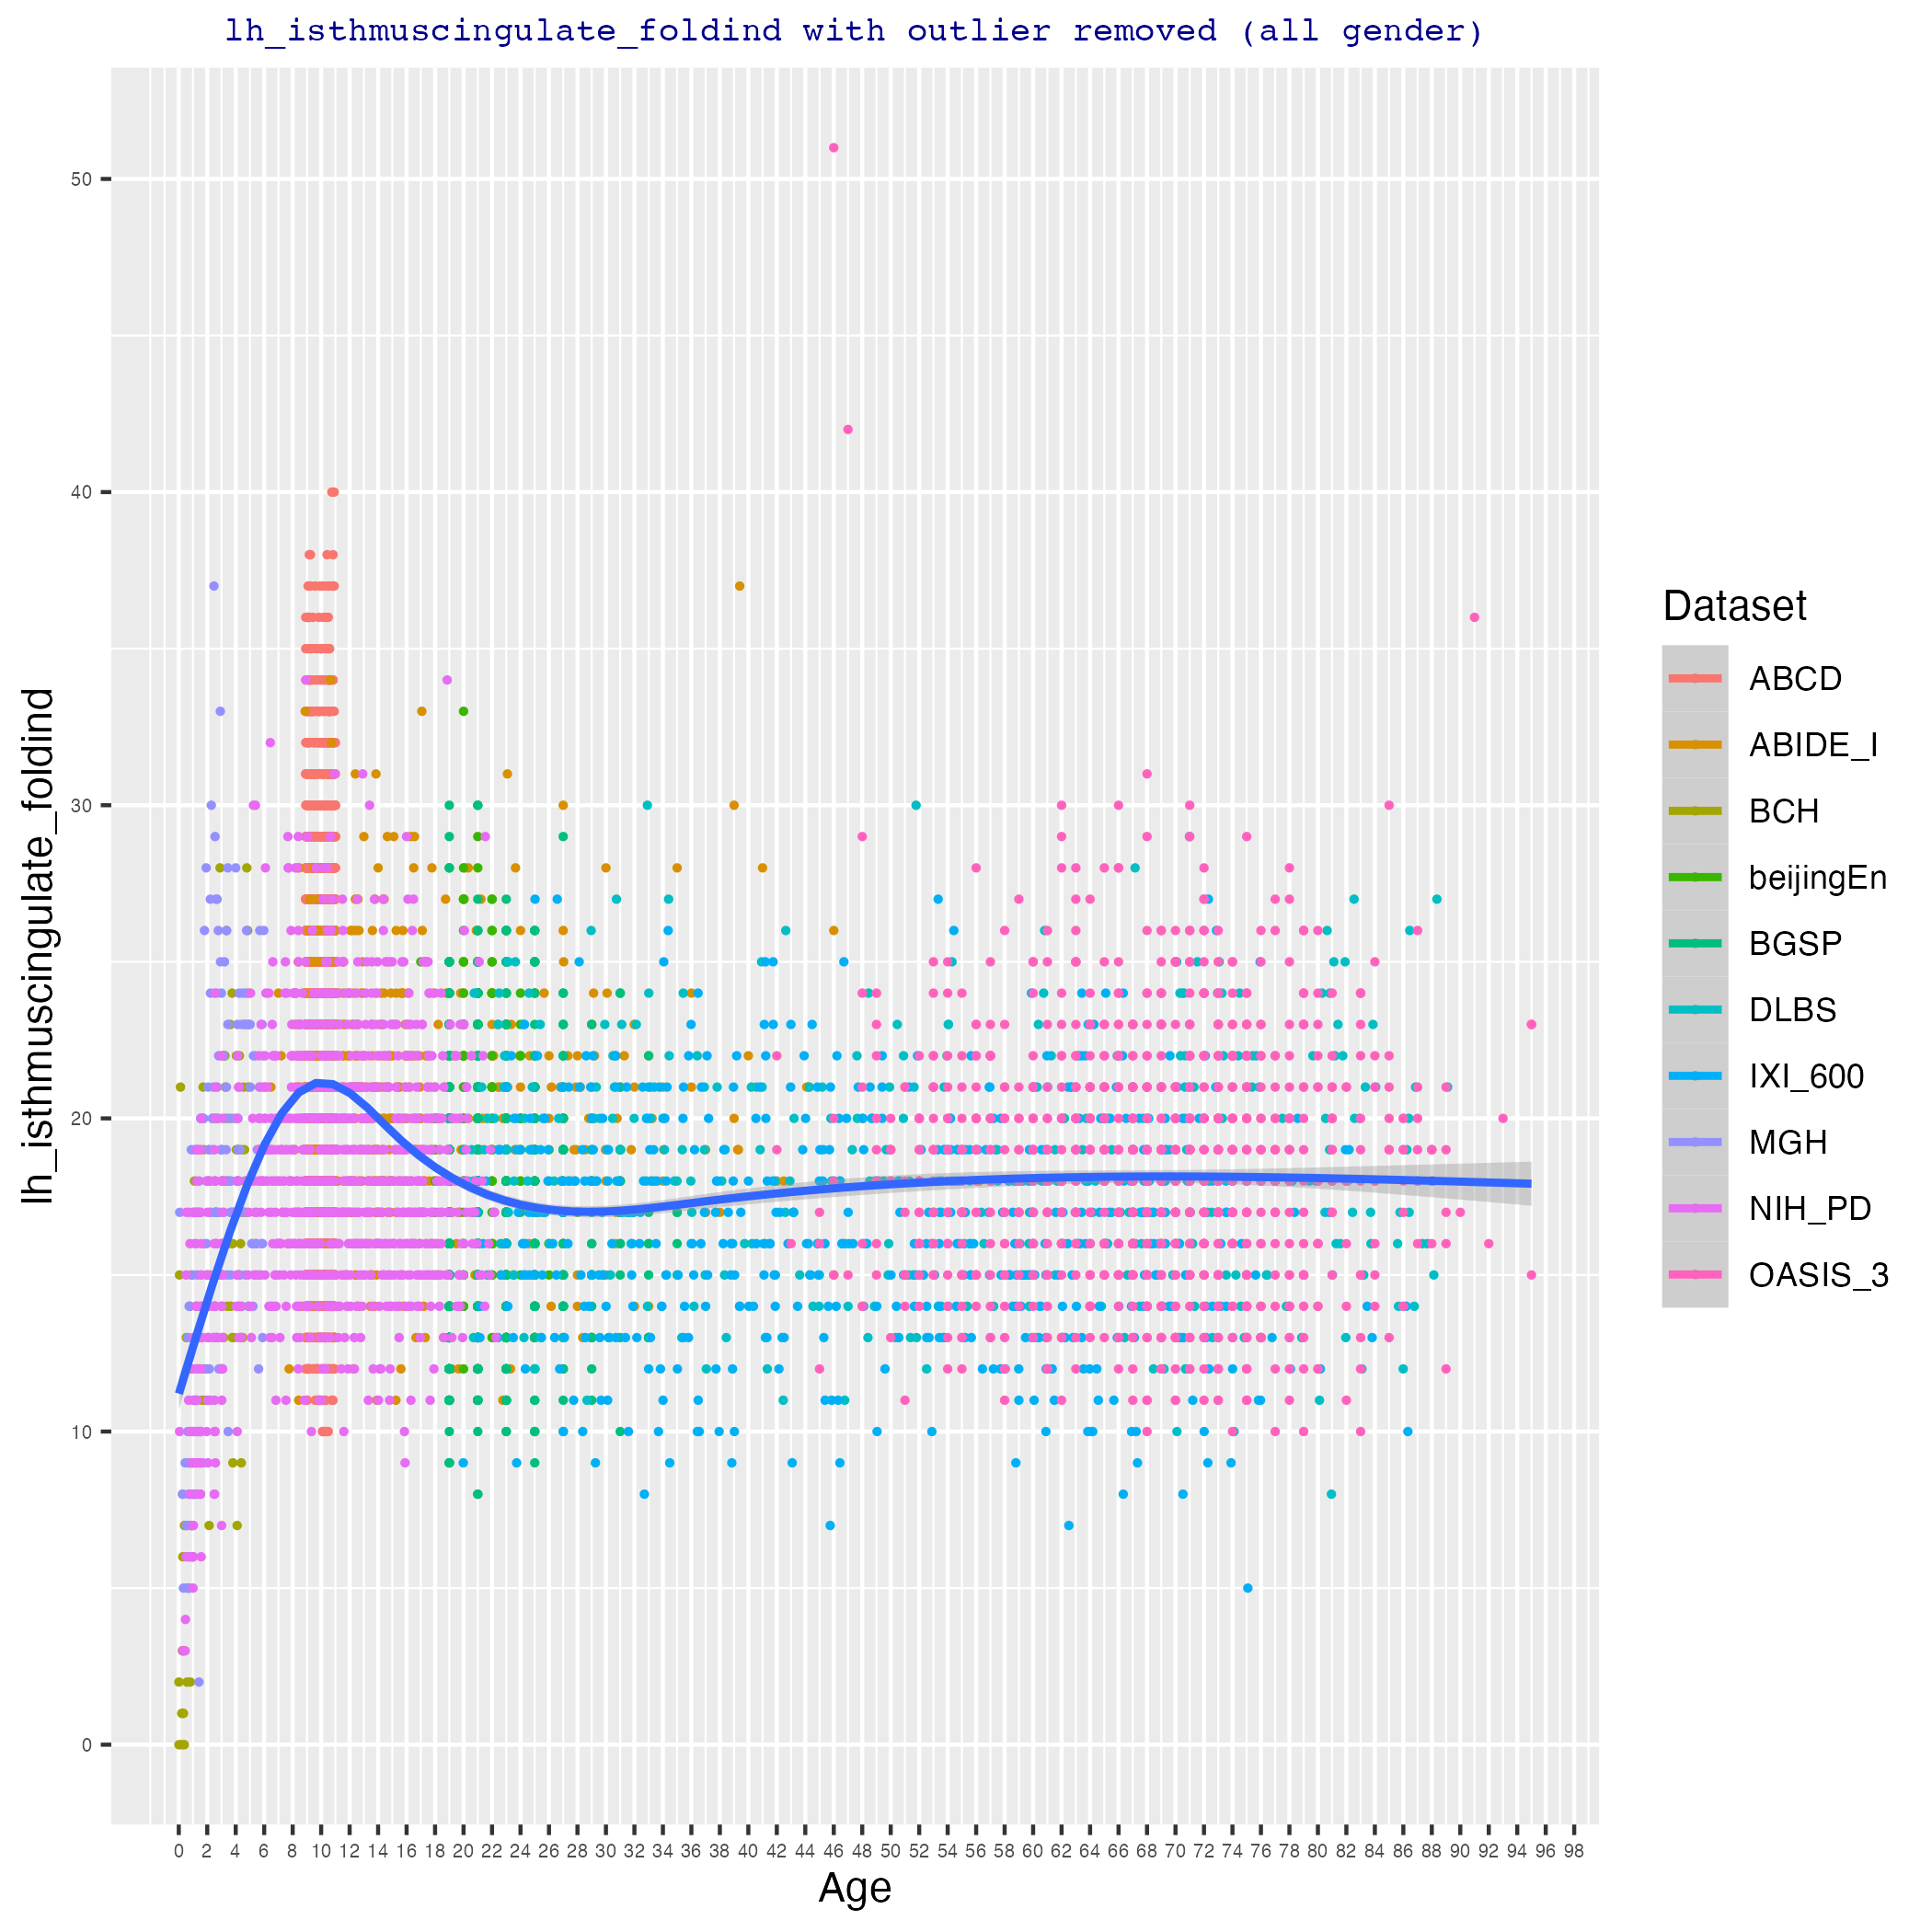 lh_isthmuscingulate_foldind with outlier removed (all gender)
lh_isthmuscingulate_foldind
50
40
30
20
10
0
0 2 4 6 8 10 12 14 16 18 20 22 24 26 28 30 32 34 36 38 40 42 44 46 48 50 52 54 56 58 60 62 64 66 68 70 72 74 76 78 80 82 84 86 88 90 92 94 96 98
Age
Dataset
ABCD
ABIDE_I
BCH
beijingEn
BGSP
DLBS
IXI_600
MGH
NIH_PD
OASIS_3